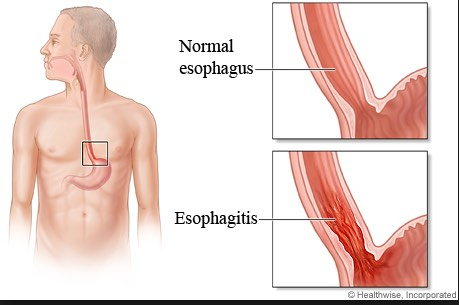 Normal
esophagus
Esophagitis
© Healthwise, Incorporated